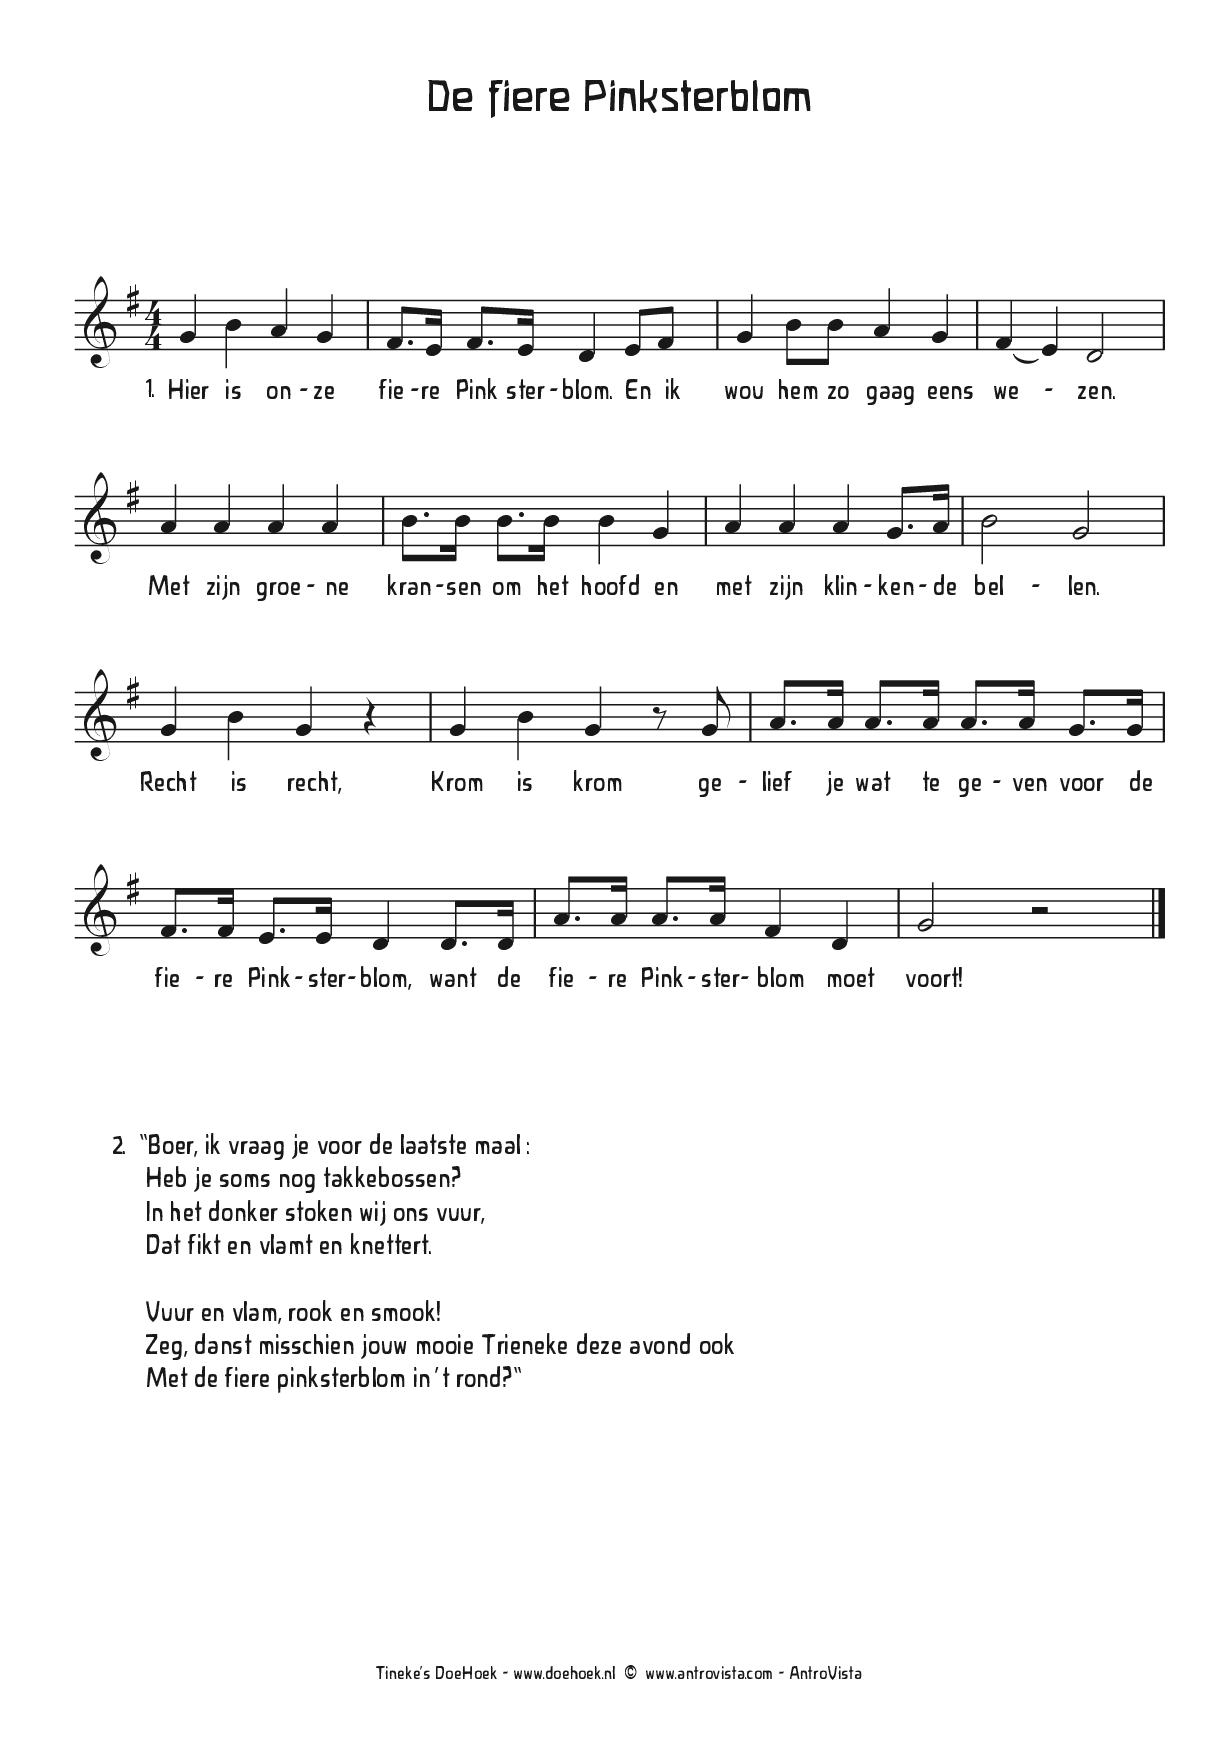 De fiere Pinksterblom
1. Hier is on-ze fie-re Pink ster-blom. En ik wou hem zo gaag eens we - zen.
Met zijn groe-ne kran-sen om het hoofd en met zijn klin-ken-de bel - len.
Recht is recht, Krom is krom ge - lief je wat te ge - ven voor de
fie - re Pink-ster-blom, want de fie - re Pink-ster- blom moet voort!
2. "Boer, ik vraag je voor de laatste maal :
Heb je soms nog takkebossen?
In het donker stoken wij ons vuur,
Dat fikt en vlamt en knettert.
Vuur en vlam, rook en smook!
Zeg, danst misschien jouw mooie Trieneke deze avond ook
Met de fiere pinksterblom in 't rond?"
Tineke's DoeHoek - www.doehoek.nl © www.antrovista.com - AntroVista